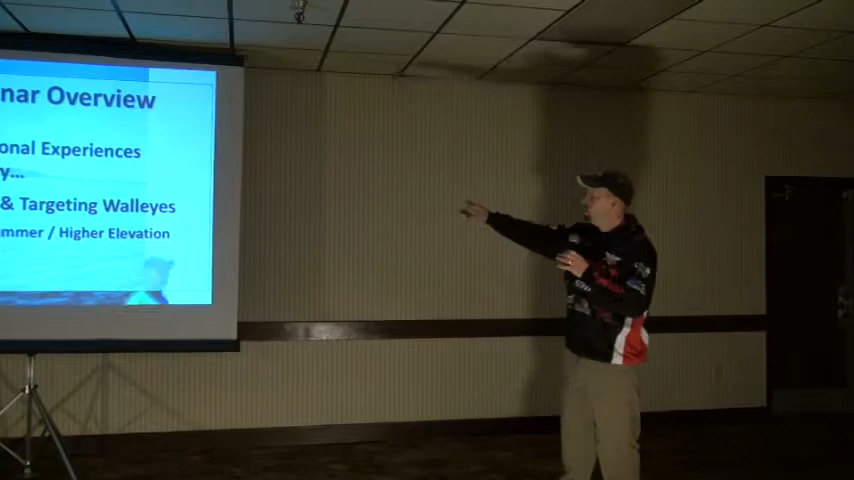 nar Overview
onal Experiences
y...
& Targeting Walleyes
mmer / Higher Elevation